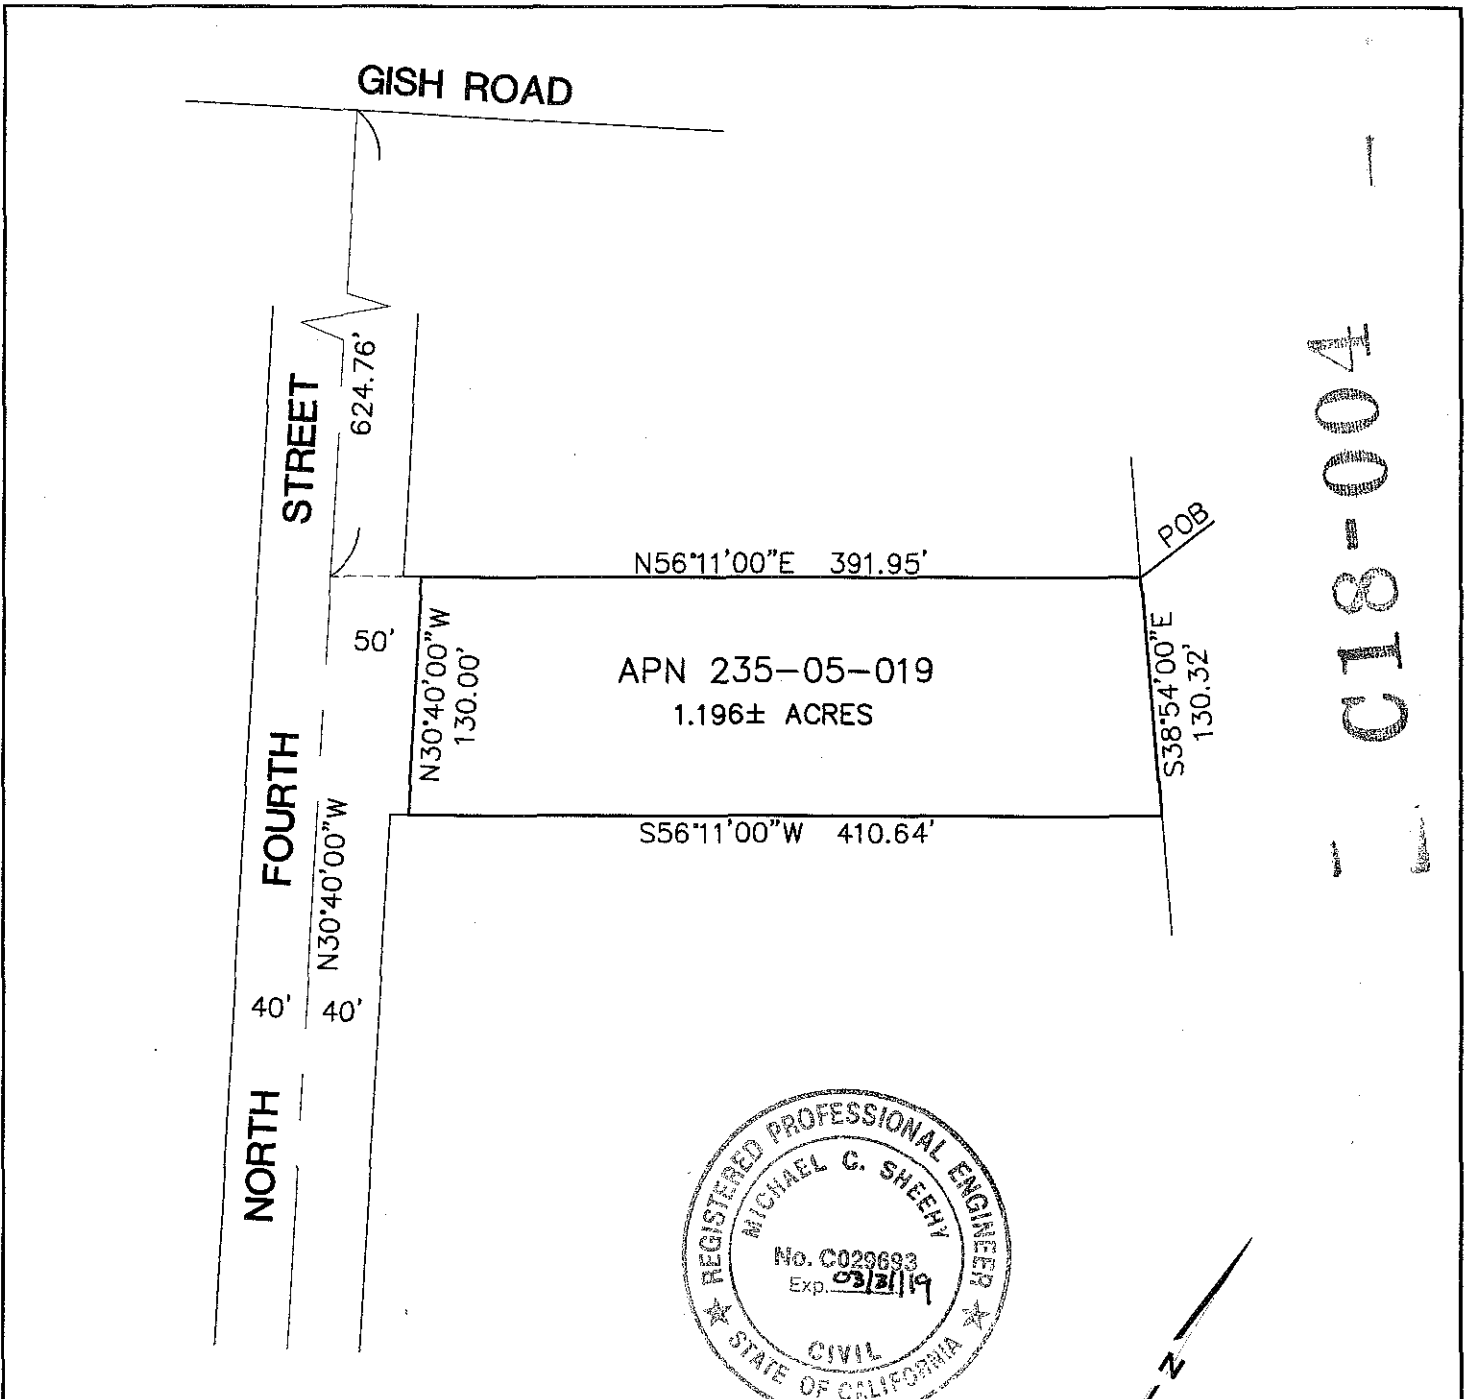 GISH ROAD
624.76'
NORTH FOURTH STREET
POB
N56°11'00"E 391.95'
50'
N30°40'00"W
130.00'
APN 235-05-019
1.196± ACRES
S38°54'00"E
130.32'
S56°11'00"W 410.64'
N30°40'00"W
40' 40'
C18-004
REGISTERED PROFESSIONAL ENGINEER
MICHAEL C. SHEEHY
No. C029693
Exp. 03/31/19
CIVIL
STATE OF CALIFORNIA
N